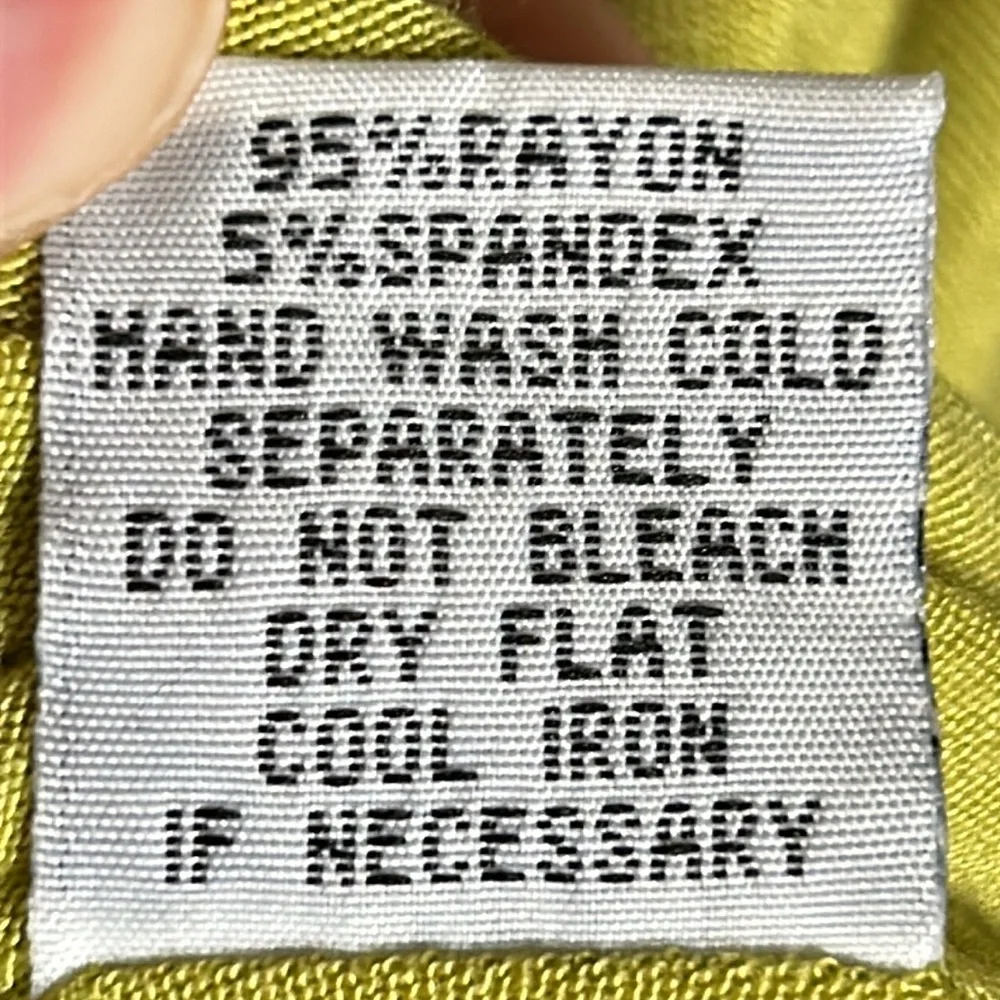 95%RAYON
5%SPANDEX
HAND WASH COLD
SEPARATELY
DO NOT BLEACH
DRY FLAT
COOL IRON
IF NECESSARY